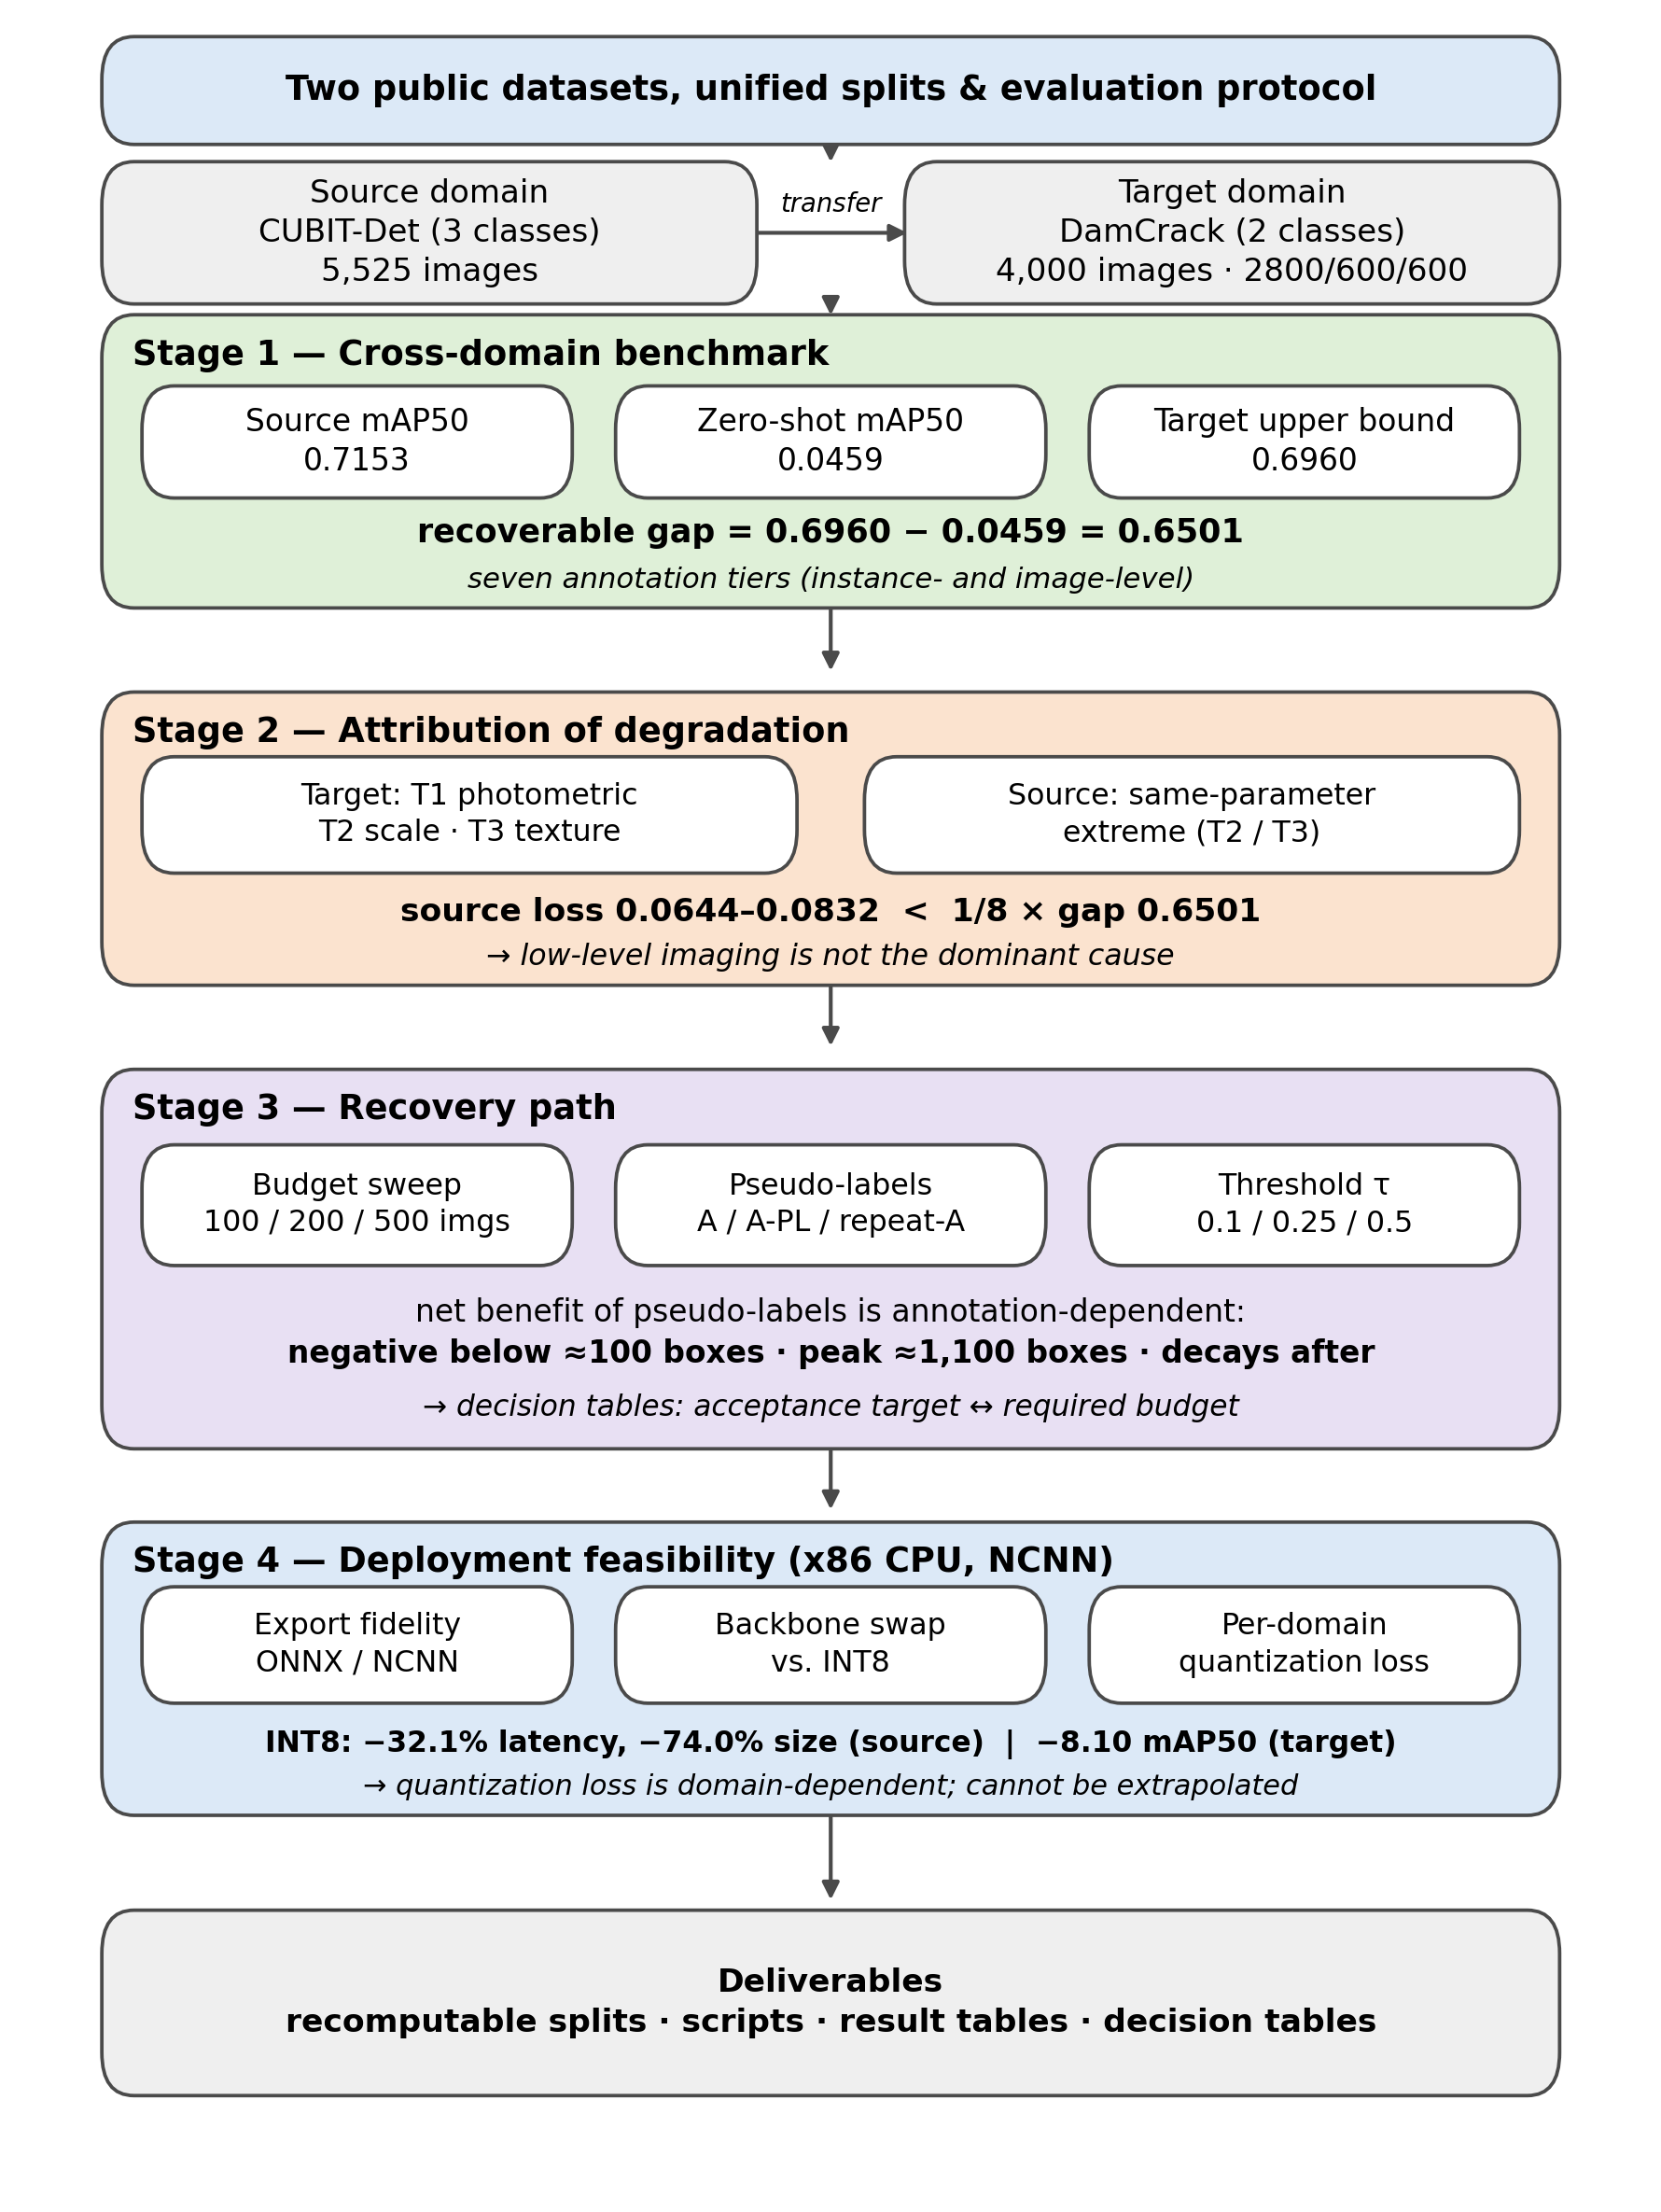 Two public datasets, unified splits & evaluation protocol
Source domain
CUBIT-Det (3 classes)
5,525 images
transfer
Target domain
DamCrack (2 classes)
4,000 images · 2800/600/600
Stage 1 — Cross-domain benchmark
Source mAP50
0.7153
Zero-shot mAP50
0.0459
Target upper bound
0.6960
recoverable gap = 0.6960 − 0.0459 = 0.6501
seven annotation tiers (instance- and image-level)
Stage 2 — Attribution of degradation
Target: T1 photometric
T2 scale · T3 texture
Source: same-parameter
extreme (T2 / T3)
source loss 0.0644–0.0832 < 1/8 × gap 0.6501
→ low-level imaging is not the dominant cause
Stage 3 — Recovery path
Budget sweep
100 / 200 / 500 imgs
Pseudo-labels
A / A-PL / repeat-A
Threshold τ
0.1 / 0.25 / 0.5
net benefit of pseudo-labels is annotation-dependent:
negative below ≈100 boxes · peak ≈1,100 boxes · decays after
→ decision tables: acceptance target ↔ required budget
Stage 4 — Deployment feasibility (x86 CPU, NCNN)
Export fidelity
ONNX / NCNN
Backbone swap
vs. INT8
Per-domain
quantization loss
INT8: −32.1% latency, −74.0% size (source) | −8.10 mAP50 (target)
→ quantization loss is domain-dependent; cannot be extrapolated
Deliverables
recomputable splits · scripts · result tables · decision tables